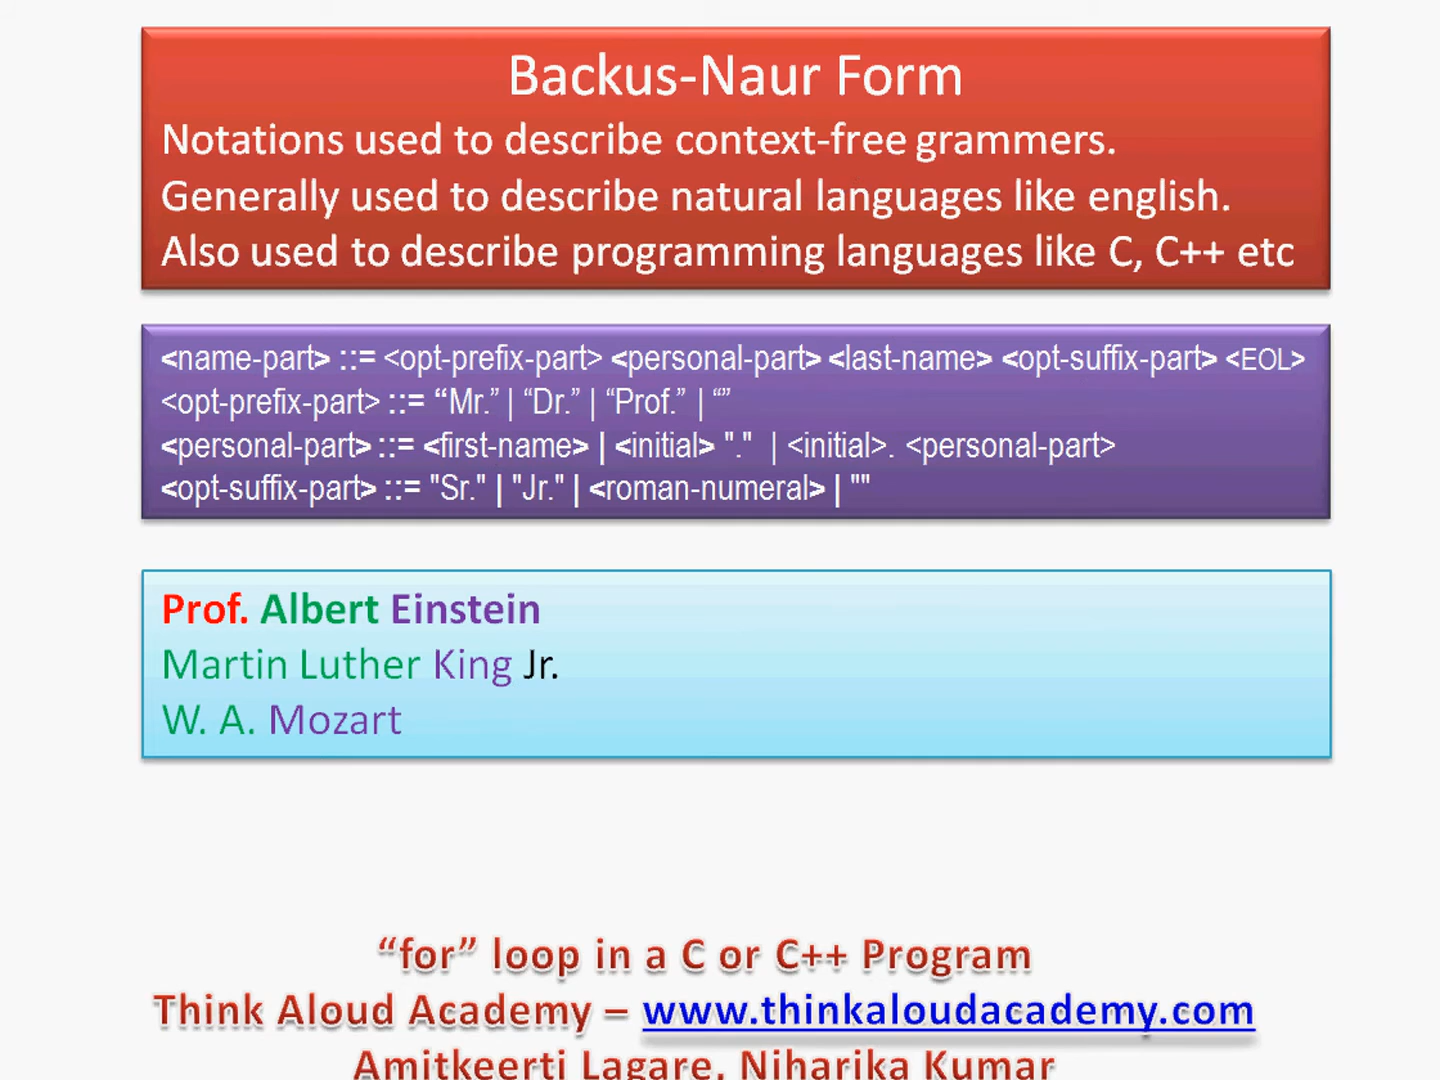 Backus-Naur Form
Notations used to describe context-free grammers.
Generally used to describe natural languages like english.
Also used to describe programming languages like C, C++ etc
<name-part> ::= <opt-prefix-part> <personal-part> <last-name> <opt-suffix-part> <EOL>
<opt-prefix-part> ::= “Mr.” | “Dr.” | “Prof.” | “”
<personal-part> ::= <first-name> | <initial> "." | <initial>. <personal-part>
<opt-suffix-part> ::= "Sr." | "Jr." | <roman-numeral> | ""
Prof. Albert Einstein
Martin Luther King Jr.
W. A. Mozart
“for” loop in a C or C++ Program
Think Aloud Academy – www.thinkaloudacademy.com
Amitkeerti Lagare, Niharika Kumar